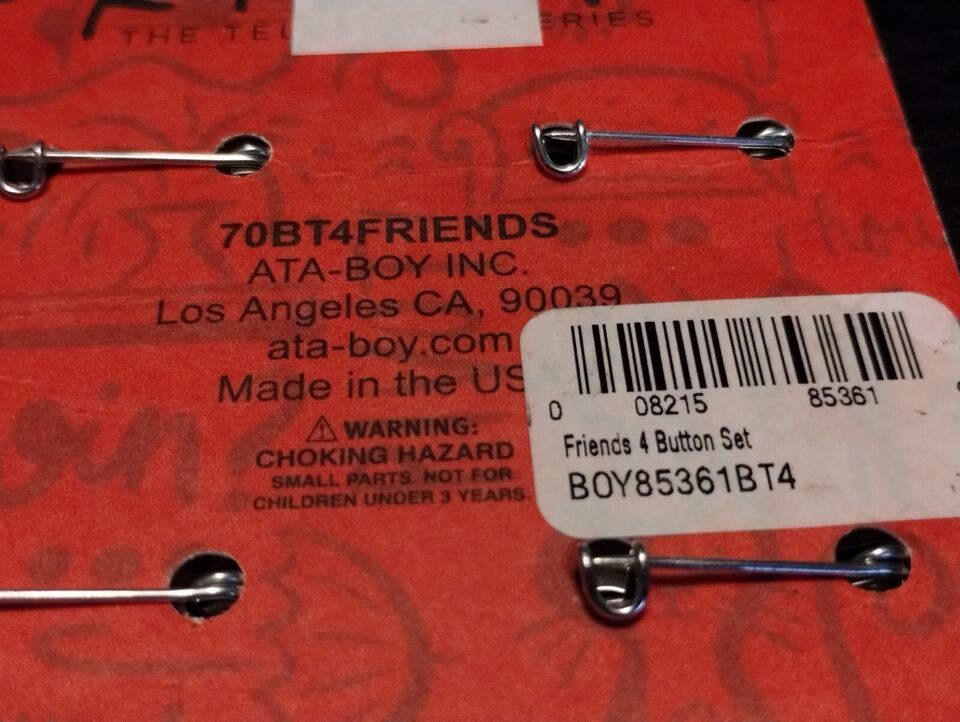 THE TEL ERIES
70BT4FRIENDS
ATA-BOY INC.
Los Angeles CA, 90039
ata-boy.com
Made in the US
⚠ WARNING:
CHOKING HAZARD
SMALL PARTS. NOT FOR
CHILDREN UNDER 3 YEARS.
0 08215 85361
Friends 4 Button Set
BOY85361BT4